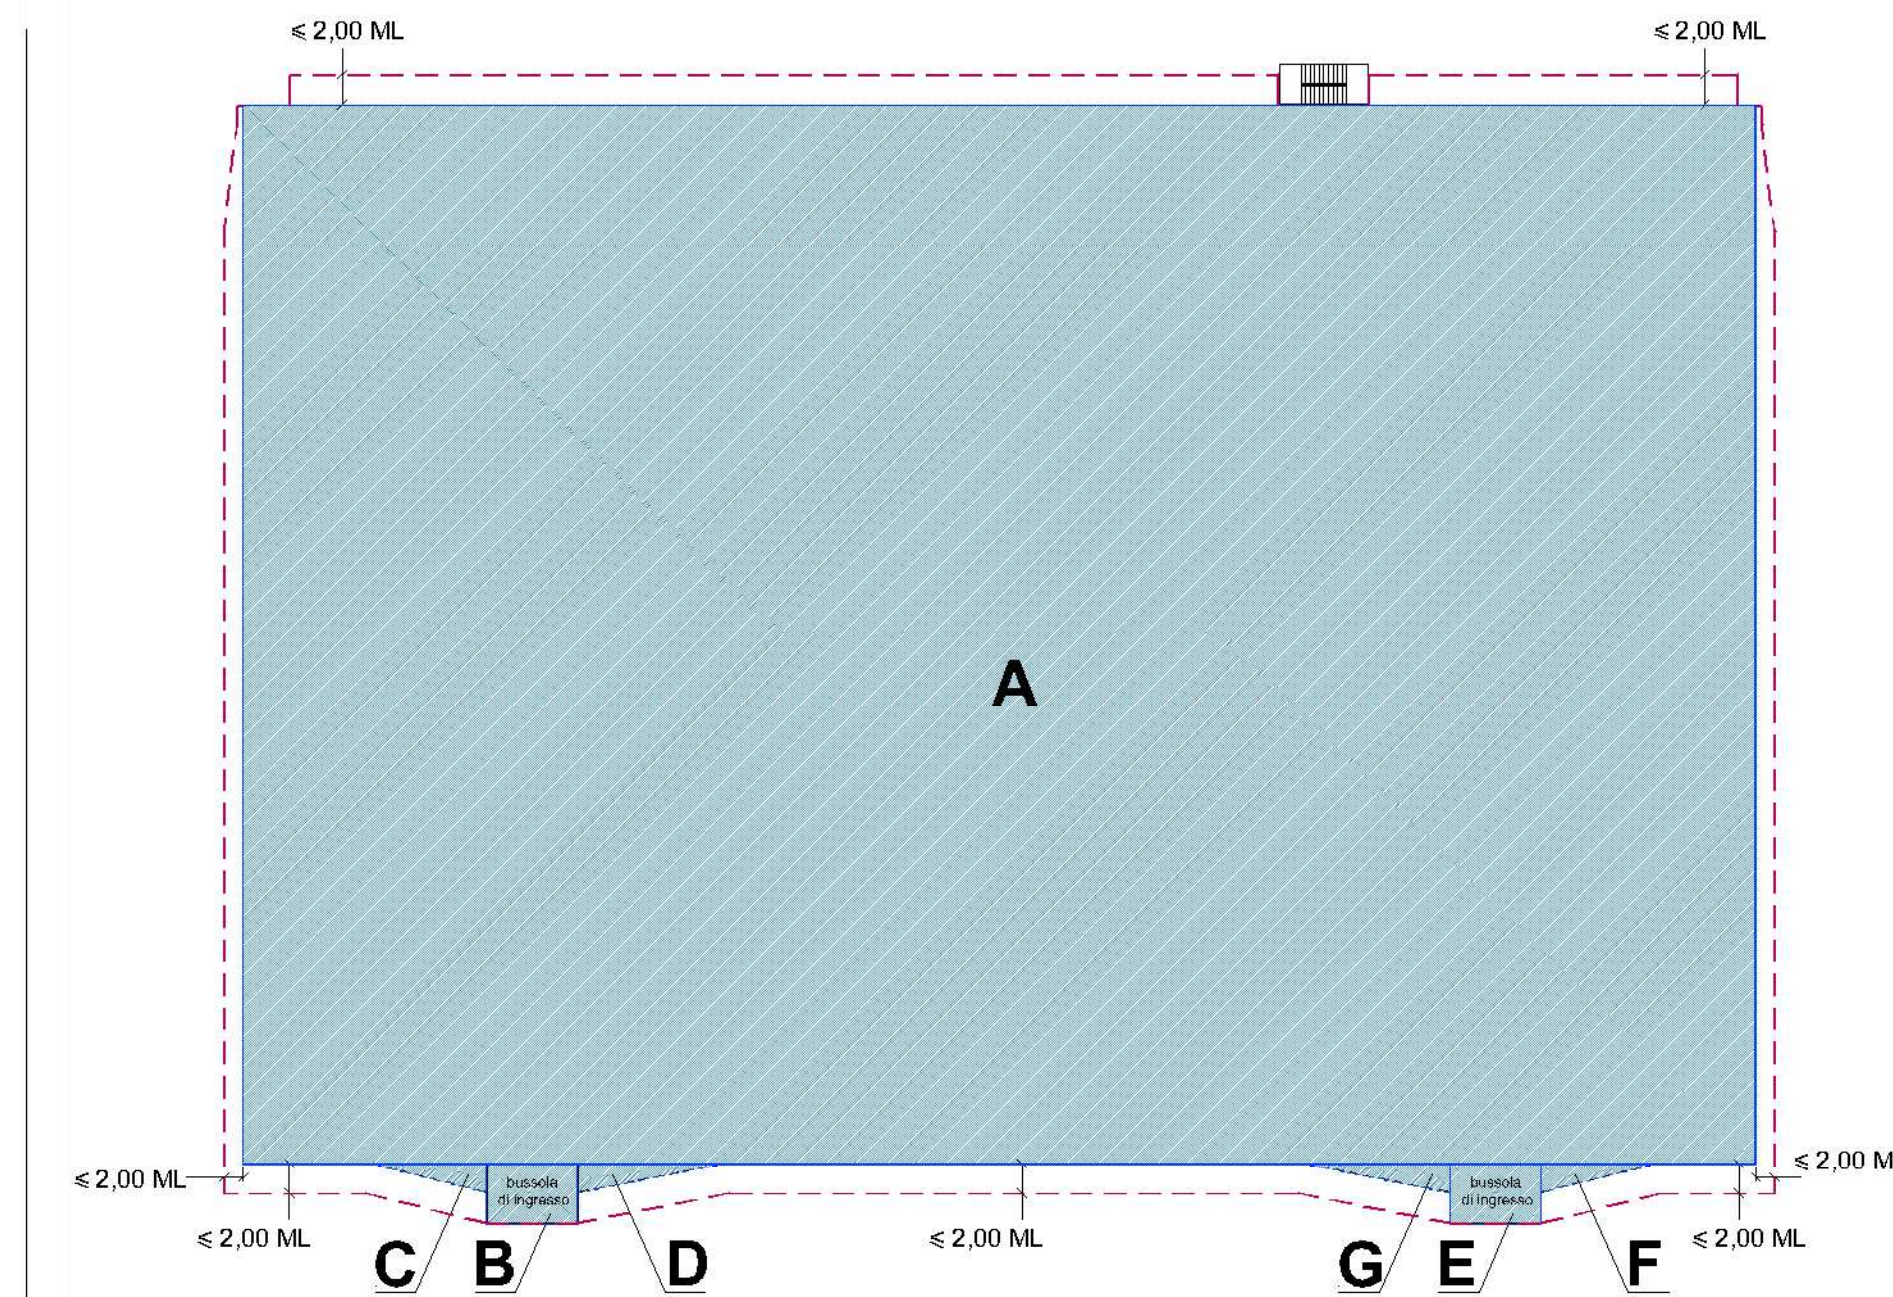 ≤ 2,00 ML
≤ 2,00 ML
A
≤ 2,00 ML
≤ 2,00 M
bussola
di ingresso
bussola
di ingresso
≤ 2,00 ML
≤ 2,00 ML
≤ 2,00 ML
C
B
D
G
E
F